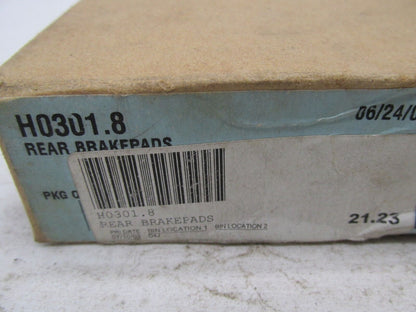 H0301.8 06/24/0
REAR BRAKEPADS
PKG
H0301.8
REAR BRAKEPADS 21.23
BIN LOCATION 1 BIN LOCATION 2